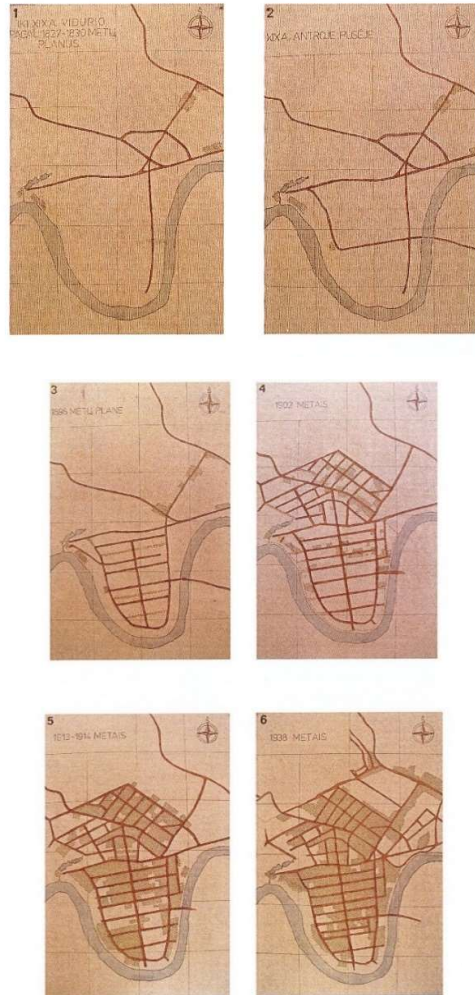 1
IKI XIX A. VIDURIO
PAGAL 1827-1830 METŲ
PLANUS
2
XIX A. ANTROJE PUSĖJE
3
METŲ PLANE
4
1903 METAIS
5
1913-1914 METAIS
6
1938 METAIS